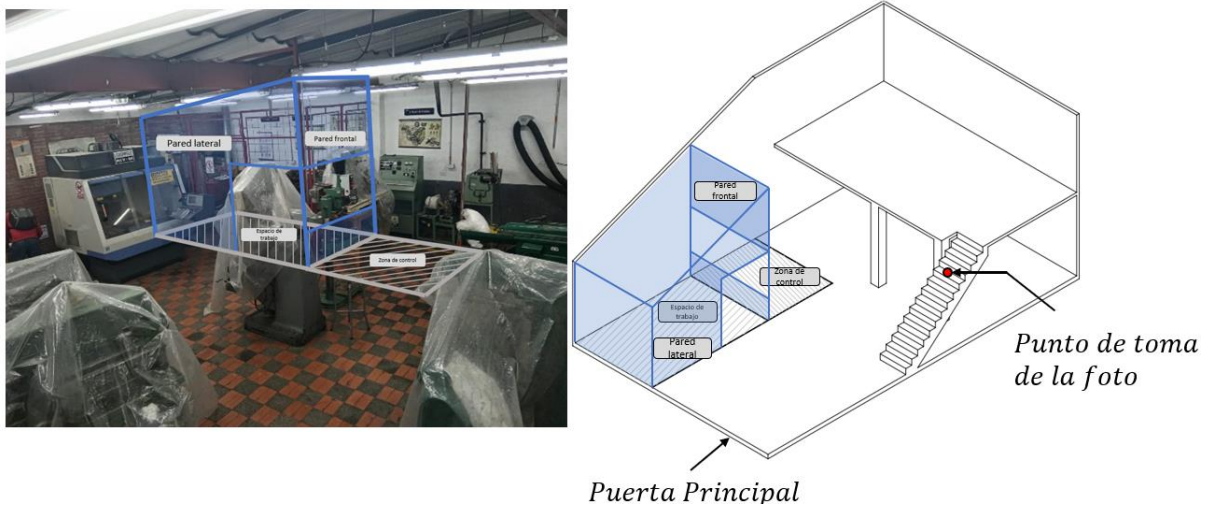 Pared lateral
Pared frontal
Espacio de
trabajo
Zona de control
Pared
frontal
Zona de
control
Espacio de
trabajo
Pared
lateral
Punto de toma
de la foto
Puerta Principal